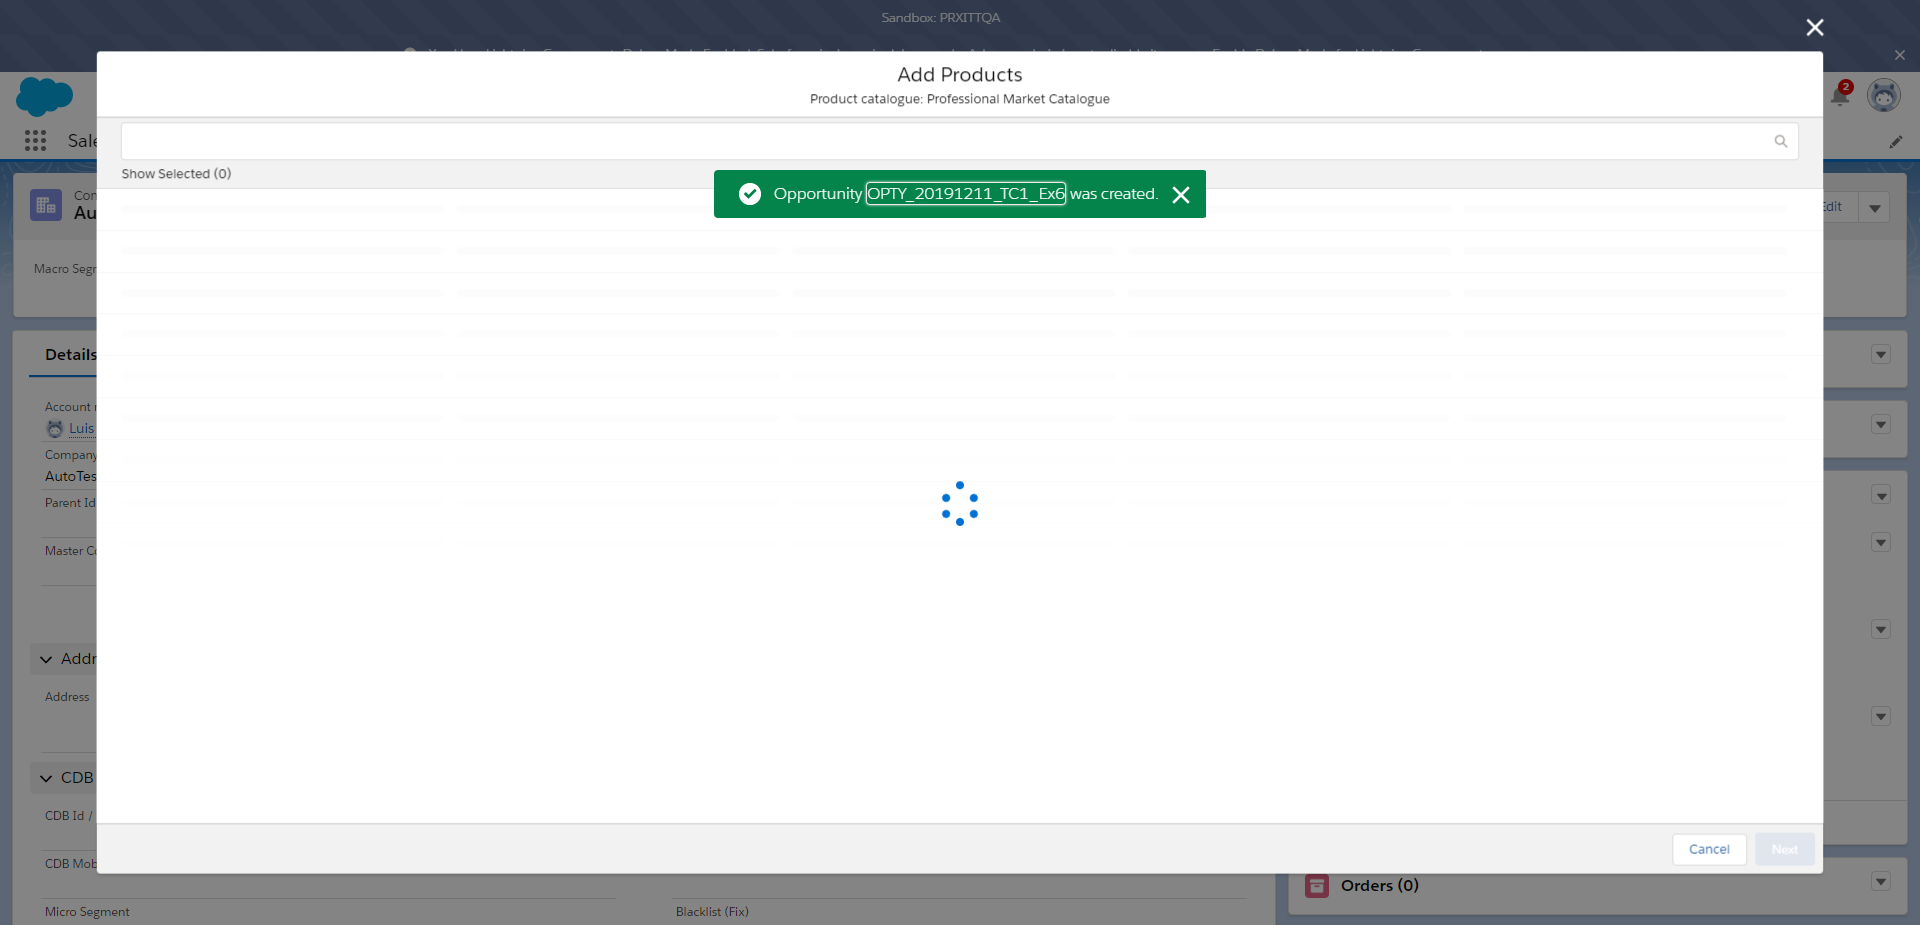 Sandbox: PRXITTQA
Add Products
Product catalogue: Professional Market Catalogue
2
Sale
Show Selected (0)
Opportunity OPTY_20191211_TC1_Ex6 was created.
Con
Au
Edit
Macro Segr
Details
Account
Luis
Company
AutoTes
Parent Id
Master Co
Addr
Address
CDB
CDB Id /
CDB Mob
Cancel
Next
Orders (0)
Micro Segment
Blacklist (Fix)